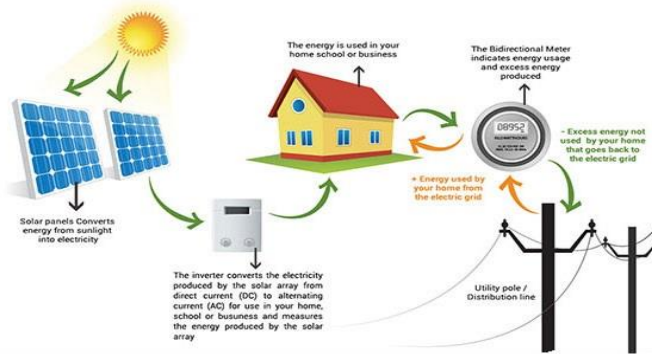 The energy is used in your
home school or business
The Bidirectional Meter
indicates energy usage
and excess energy
produced
08952
- Excess energy not
used by your home
that goes back to
the electric grid
+ Energy used by
your home from
the electric grid
Solar panels Converts
energy from sunlight
into electricity
The inverter converts the electricity
produced by the solar array from
direct current (DC) to alternating
current (AC) for use in your home,
school or busuness and measures
the energy produced by the solar
array
Utility pole /
Distribution line